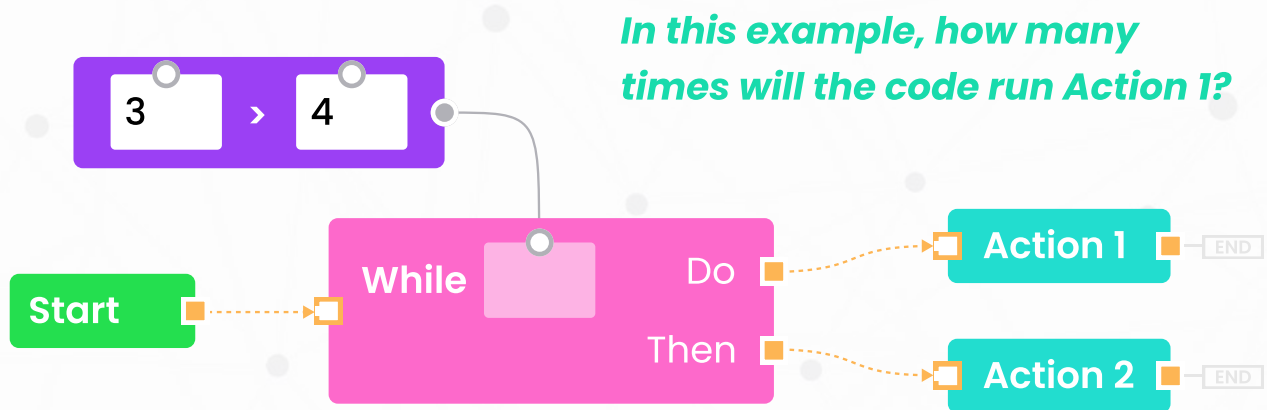 In this example, how many
times will the code run Action 1?
3 > 4
While
Do
Then
Start
Action 1
END
Action 2
END